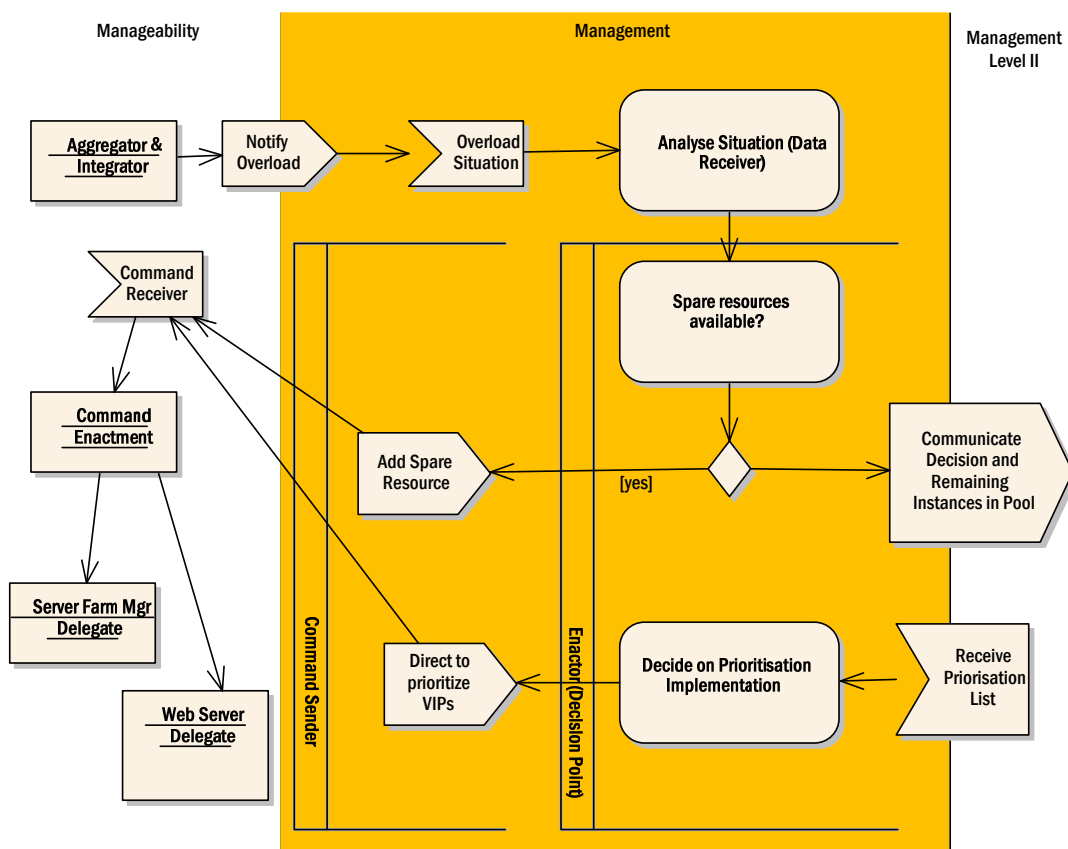 Manageability
Management
Management
Level II
Aggregator &
Integrator
Notify
Overload
Overload
Situation
Analyse Situation (Data
Receiver)
Command
Receiver
Spare resources
available?
Command
Enactment
Add Spare
Resource
[yes]
Communicate
Decision and
Remaining
Instances in Pool
Server Farm Mgr
Delegate
Web Server
Delegate
Command Sender
Direct to
prioritize
VIPs
Enactor (Decision Point)
Decide on Prioritisation
Implementation
Receive
Priorisation
List